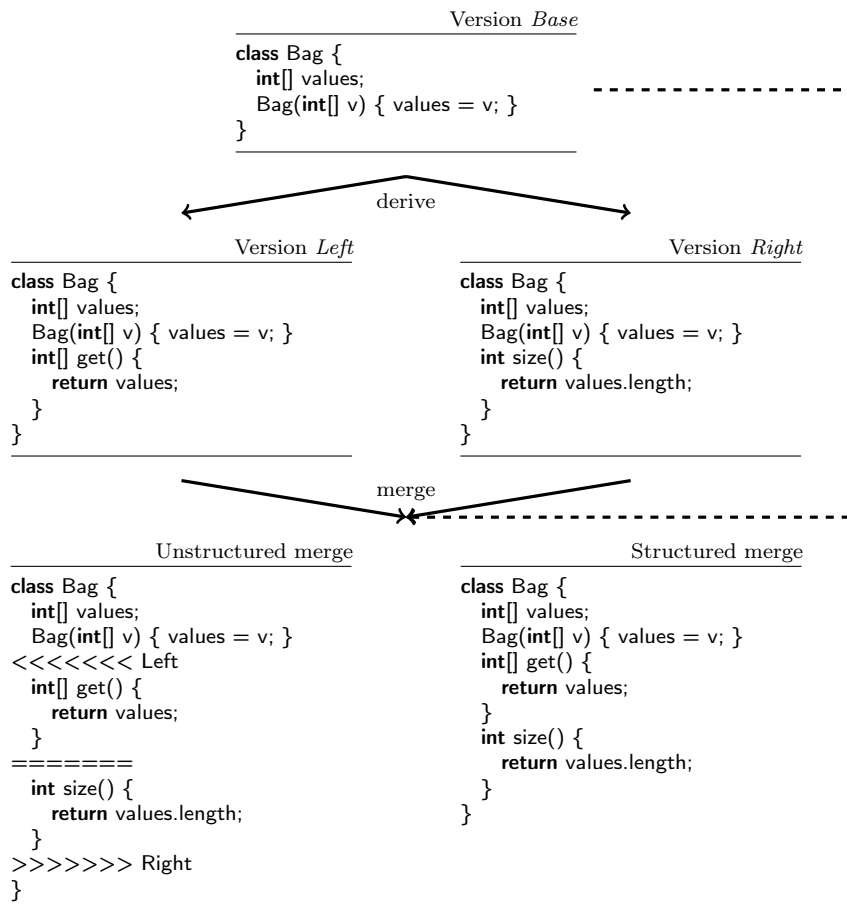 Version Base
class Bag {
int[] values;
Bag(int[] v) { values = v; }
}
derive
Version Left
class Bag {
int[] values;
Bag(int[] v) { values = v; }
int[] get() {
return values;
}
}
Version Right
class Bag {
int[] values;
Bag(int[] v) { values = v; }
int size() {
return values.length;
}
}
merge
Unstructured merge
class Bag {
int[] values;
Bag(int[] v) { values = v; }
<<<<<<< Left
int[] get() {
return values;
}
=======
int size() {
return values.length;
}
>>>>>>> Right
}
Structured merge
class Bag {
int[] values;
Bag(int[] v) { values = v; }
int[] get() {
return values;
}
int size() {
return values.length;
}
}